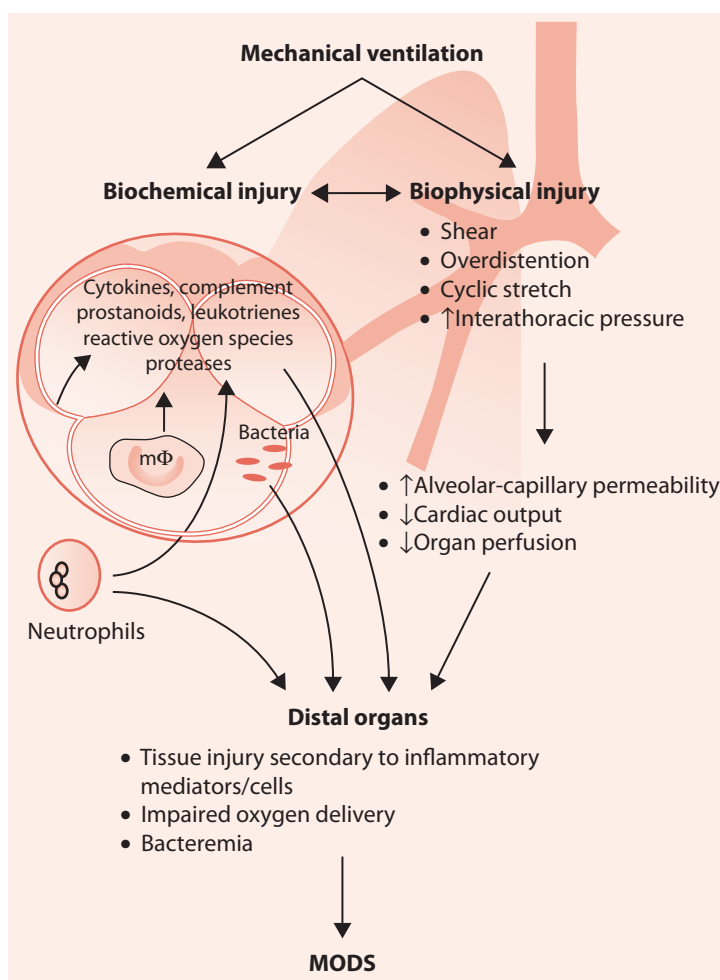 Mechanical ventilation
Biochemical injury
Biophysical injury
• Shear
• Overdistention
• Cyclic stretch
• ↑Interathoracic pressure
Cytokines, complement
prostanoids, leukotrienes
reactive oxygen species
proteases
mΦ
Bacteria
• ↑Alveolar-capillary permeability
• ↓Cardiac output
• ↓Organ perfusion
Neutrophils
Distal organs
• Tissue injury secondary to inflammatory
mediators/cells
• Impaired oxygen delivery
• Bacteremia
MODS